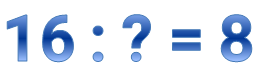 16 : ? = 8